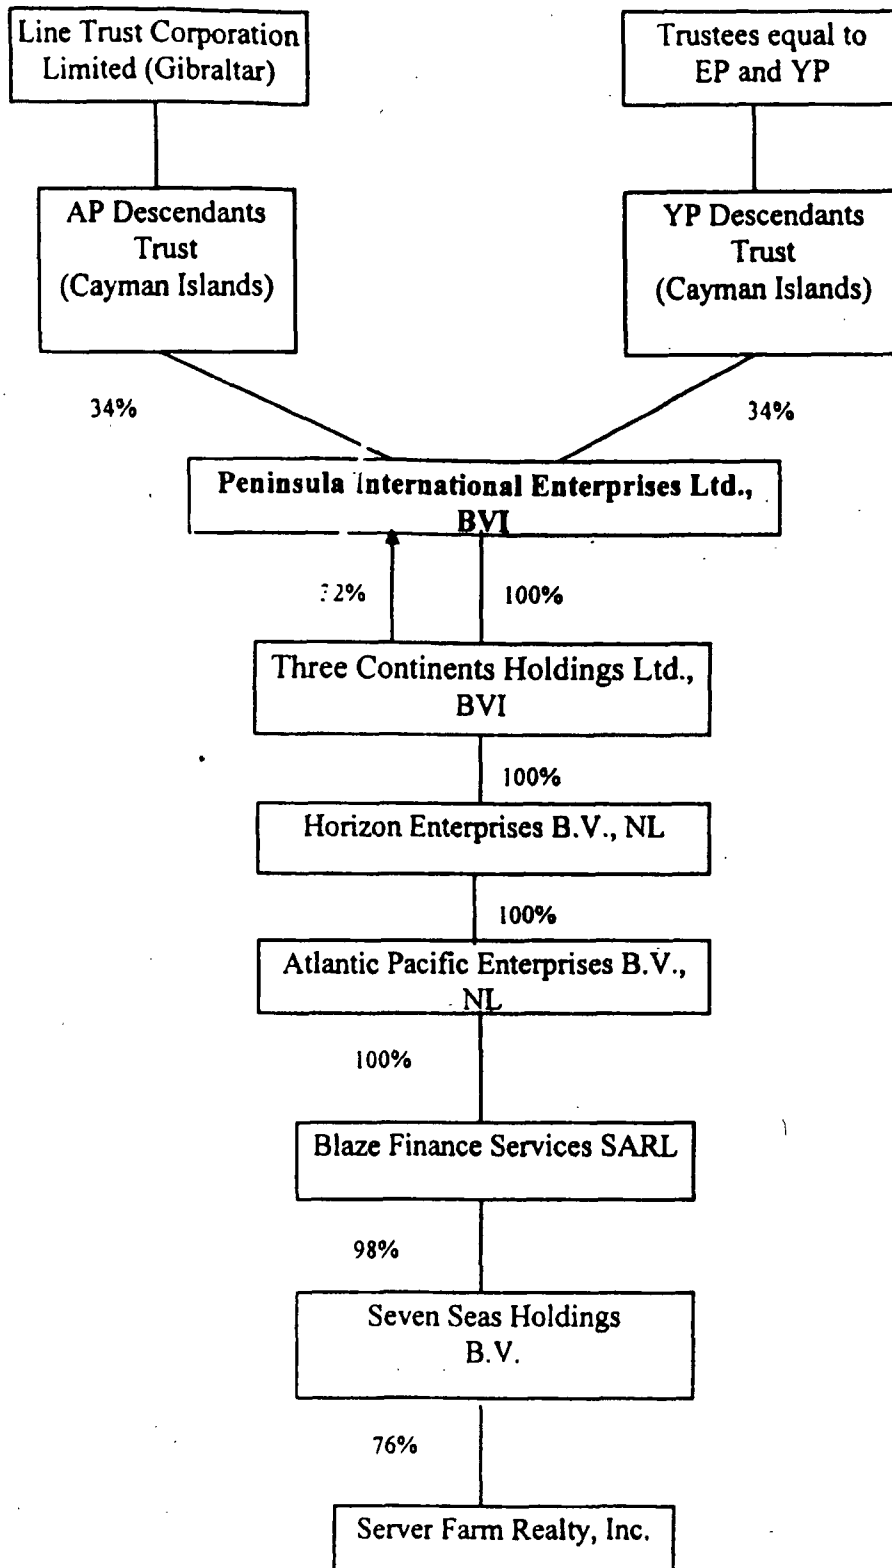 Line Trust Corporation
Limited (Gibraltar)
Trustees equal to
EP and YP
AP Descendants
Trust
(Cayman Islands)
YP Descendants
Trust
(Cayman Islands)
34%
34%
Peninsula International Enterprises Ltd.,
BVI
32%
100%
Three Continents Holdings Ltd.,
BVI
100%
Horizon Enterprises B.V., NL
100%
Atlantic Pacific Enterprises B.V.,
NL
100%
Blaze Finance Services SARL
98%
Seven Seas Holdings
B.V.
76%
Server Farm Realty, Inc.